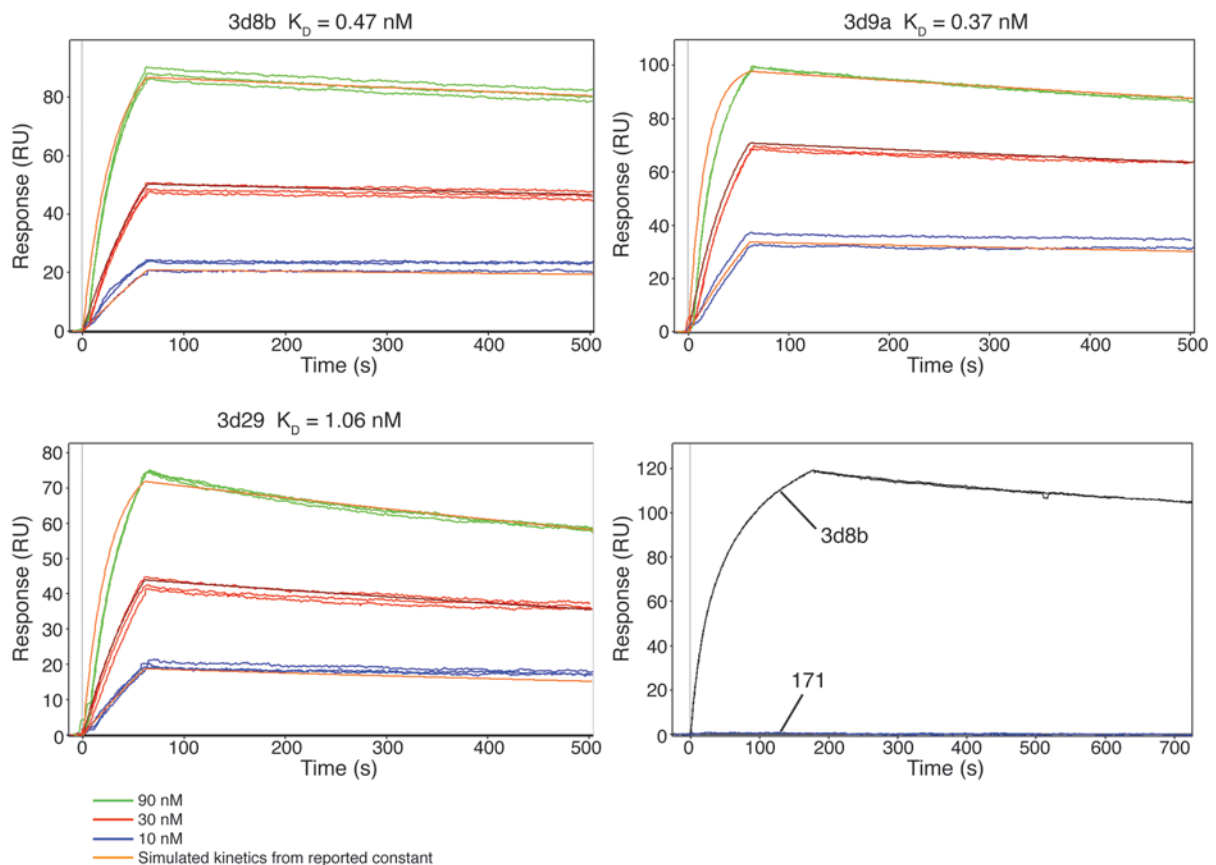 3d8b K_D = 0.47 nM
Response (RU)
80
60
40
20
0
0 100 200 300 400 500
Time (s)
3d9a K_D = 0.37 nM
Response (RU)
100
80
60
40
20
0
0 100 200 300 400 500
Time (s)
3d29 K_D = 1.06 nM
Response (RU)
80
70
60
50
40
30
20
10
0
0 100 200 300 400 500
Time (s)
Response (RU)
120
100
80
60
40
20
0
3d8b
171
0 100 200 300 400 500 600 700
Time (s)
90 nM
30 nM
10 nM
Simulated kinetics from reported constant